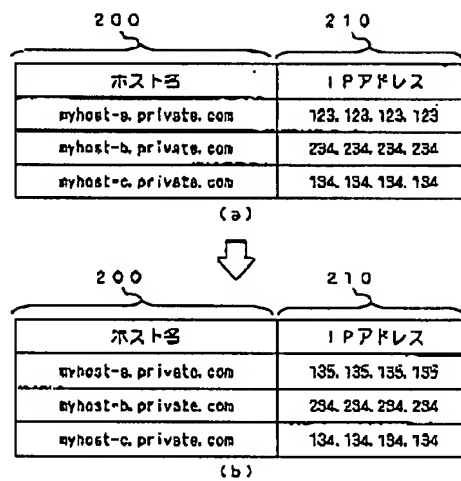 200 210
ホスト名 IPアドレス
myhost-a.private.com 123.123.123.123
myhost-b.private.com 234.234.234.234
myhost-c.private.com 134.134.134.134
(a)
200 210
ホスト名 IPアドレス
myhost-a.private.com 135.135.135.135
myhost-b.private.com 234.234.234.234
myhost-c.private.com 134.134.134.134
(b)